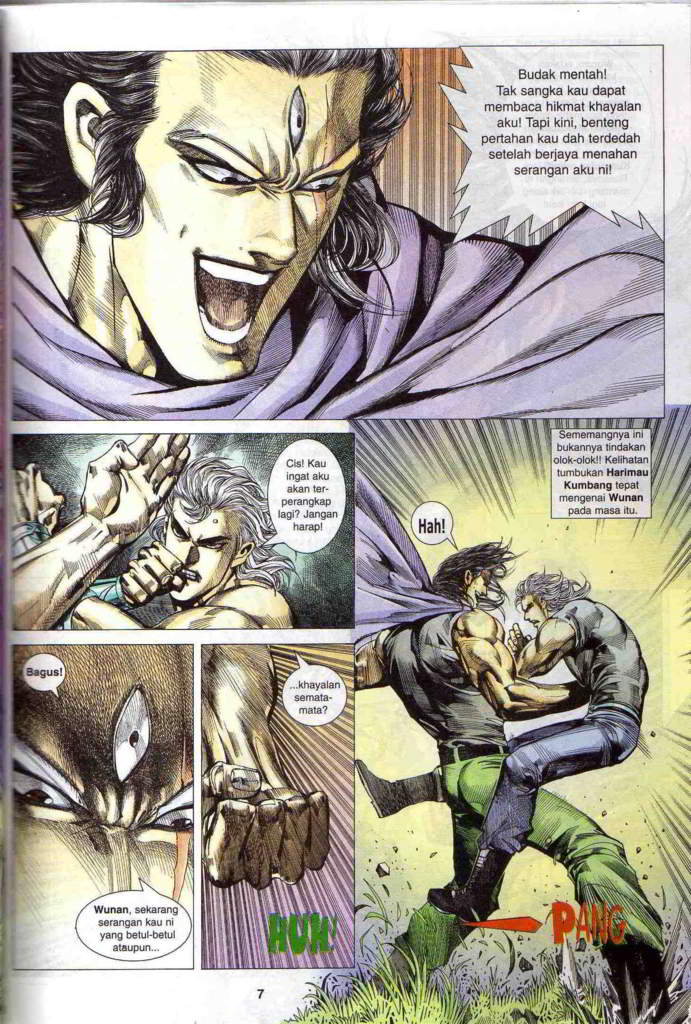 Budak mentah!
Tak sangka kau dapat
membaca hikmat khayalan
aku! Tapi kini, benteng
pertahan kau dah terdedah
setelah berjaya menahan
serangan aku ni!
Cis! Kau
ingat aku
akan ter-
perangkap
lagi? Jangan
harap!
Bagus!
Wunan, sekarang
serangan kau ni
yang betul-betul
ataupun...
...khayalan
semata-
mata?
HUH!
Sememangnya ini
bukannya tindakan
olok-olok!! Kelihatan
tumbukan Harimau
Kumbang tepat
mengenai Wunan
pada masa itu.
Hah!
PANG
7